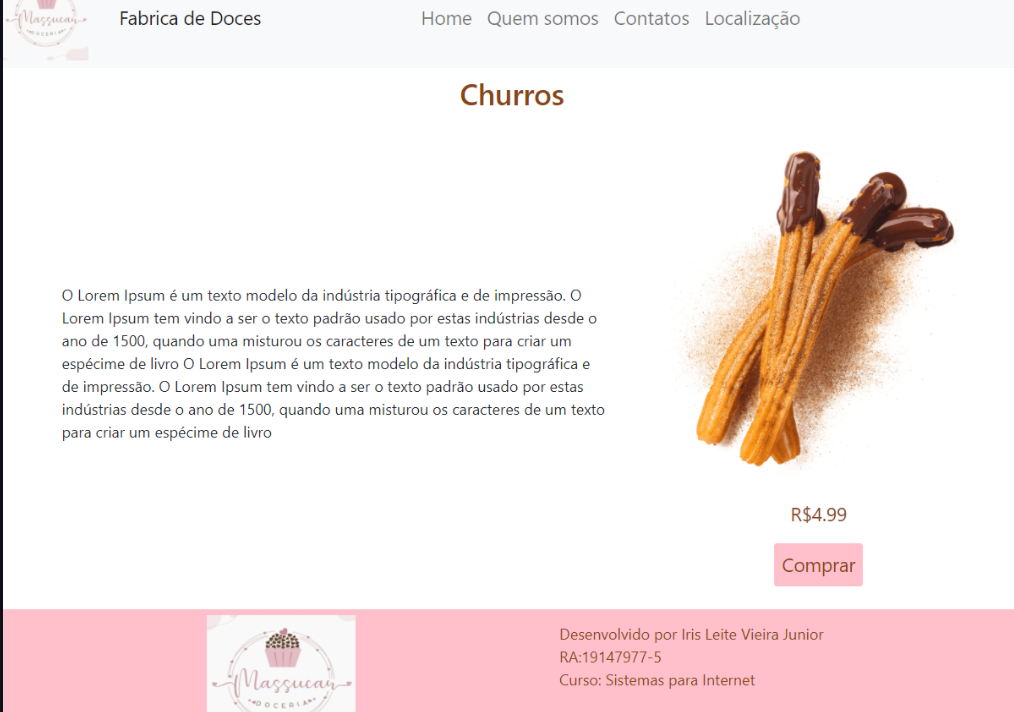 Massucan
DOCERIA
Fabrica de Doces
Home Quem somos Contatos Localização
Churros
O Lorem Ipsum é um texto modelo da indústria tipográfica e de impressão. O
Lorem Ipsum tem vindo a ser o texto padrão usado por estas indústrias desde o
ano de 1500, quando uma misturou os caracteres de um texto para criar um
espécime de livro O Lorem Ipsum é um texto modelo da indústria tipográfica e
de impressão. O Lorem Ipsum tem vindo a ser o texto padrão usado por estas
indústrias desde o ano de 1500, quando uma misturou os caracteres de um texto
para criar um espécime de livro
R$4.99
Comprar
Massucan
DOCERIA
Desenvolvido por Iris Leite Vieira Junior
RA:19147977-5
Curso: Sistemas para Internet